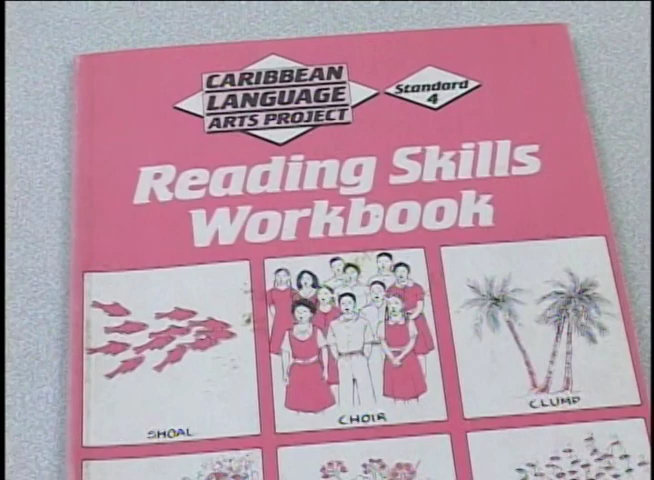 CARIBBEAN
LANGUAGE
ARTS PROJECT
Standard
4
Reading Skills
Workbook
SHOAL
CHOIR
CLUMP